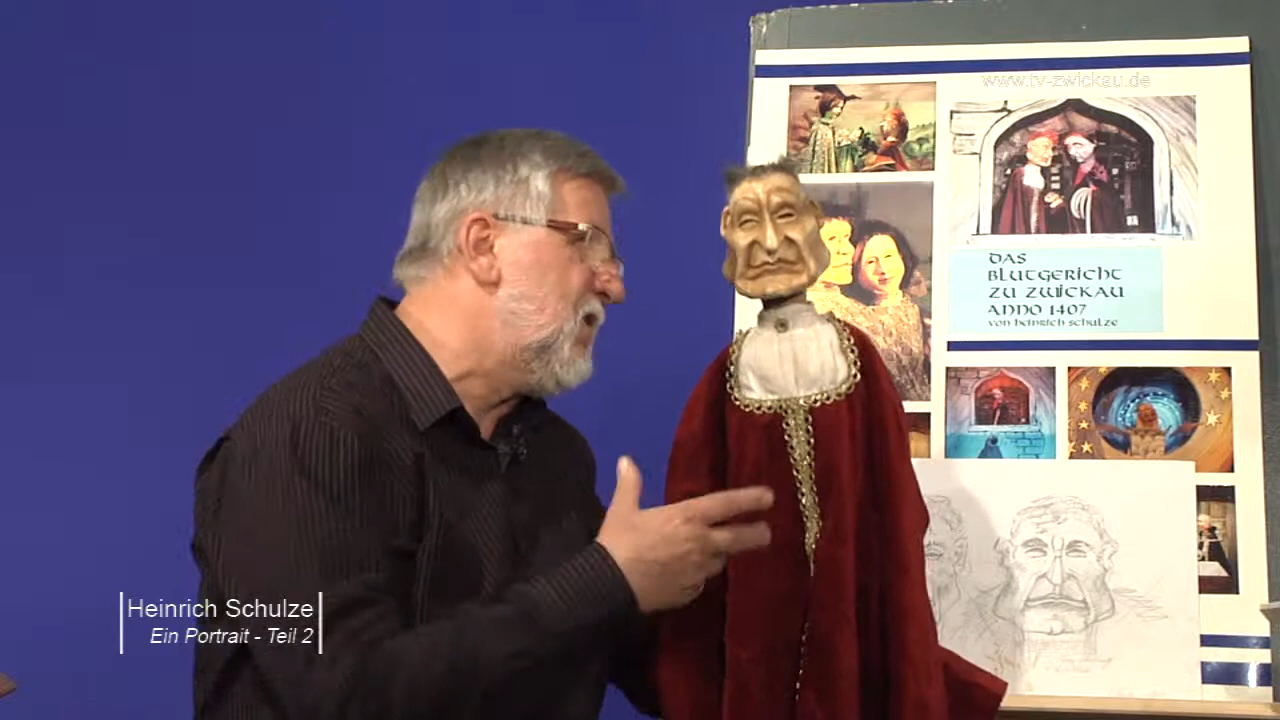 www.tv-zwickau.de
DAS
BLUTGERICHT
ZU ZWICKAU
ANNO 1407
von heinrich schulze
Heinrich Schulze
Ein Portrait - Teil 2